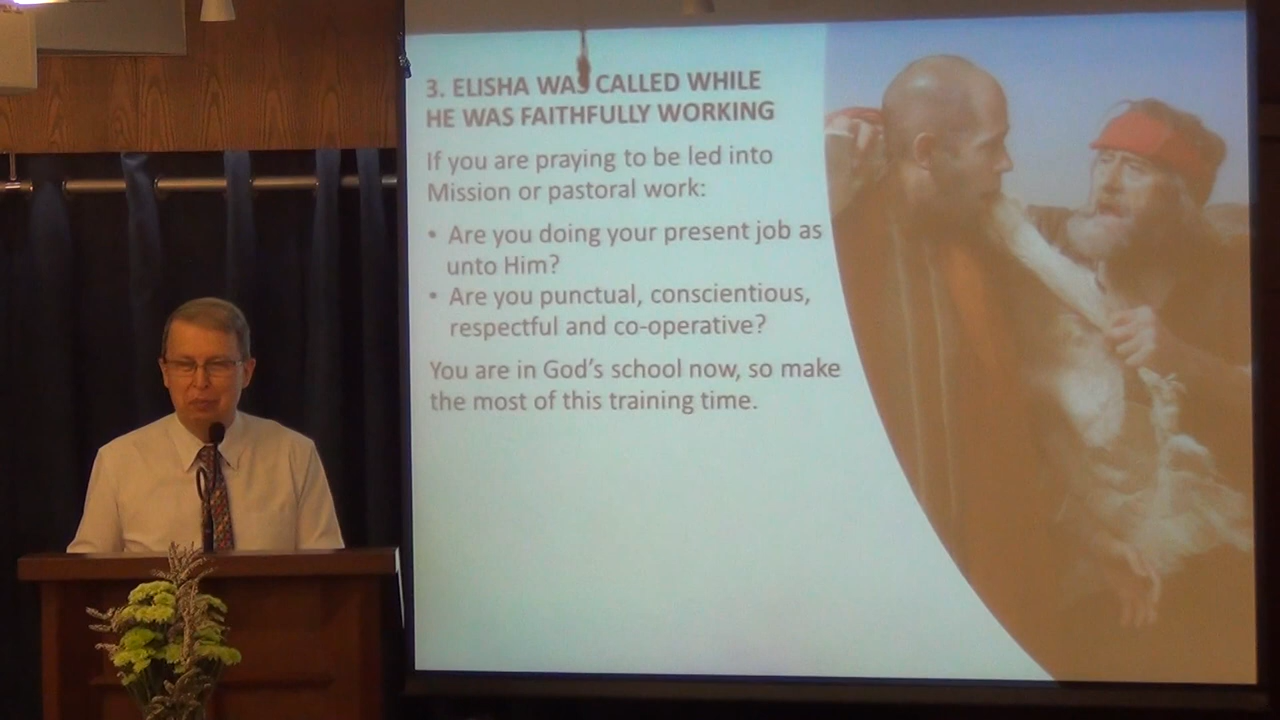 3. ELISHA WAS CALLED WHILE
HE WAS FAITHFULLY WORKING
If you are praying to be led into
Mission or pastoral work:
• Are you doing your present job as
unto Him?
• Are you punctual, conscientious,
respectful and co-operative?
You are in God's school now, so make
the most of this training time.